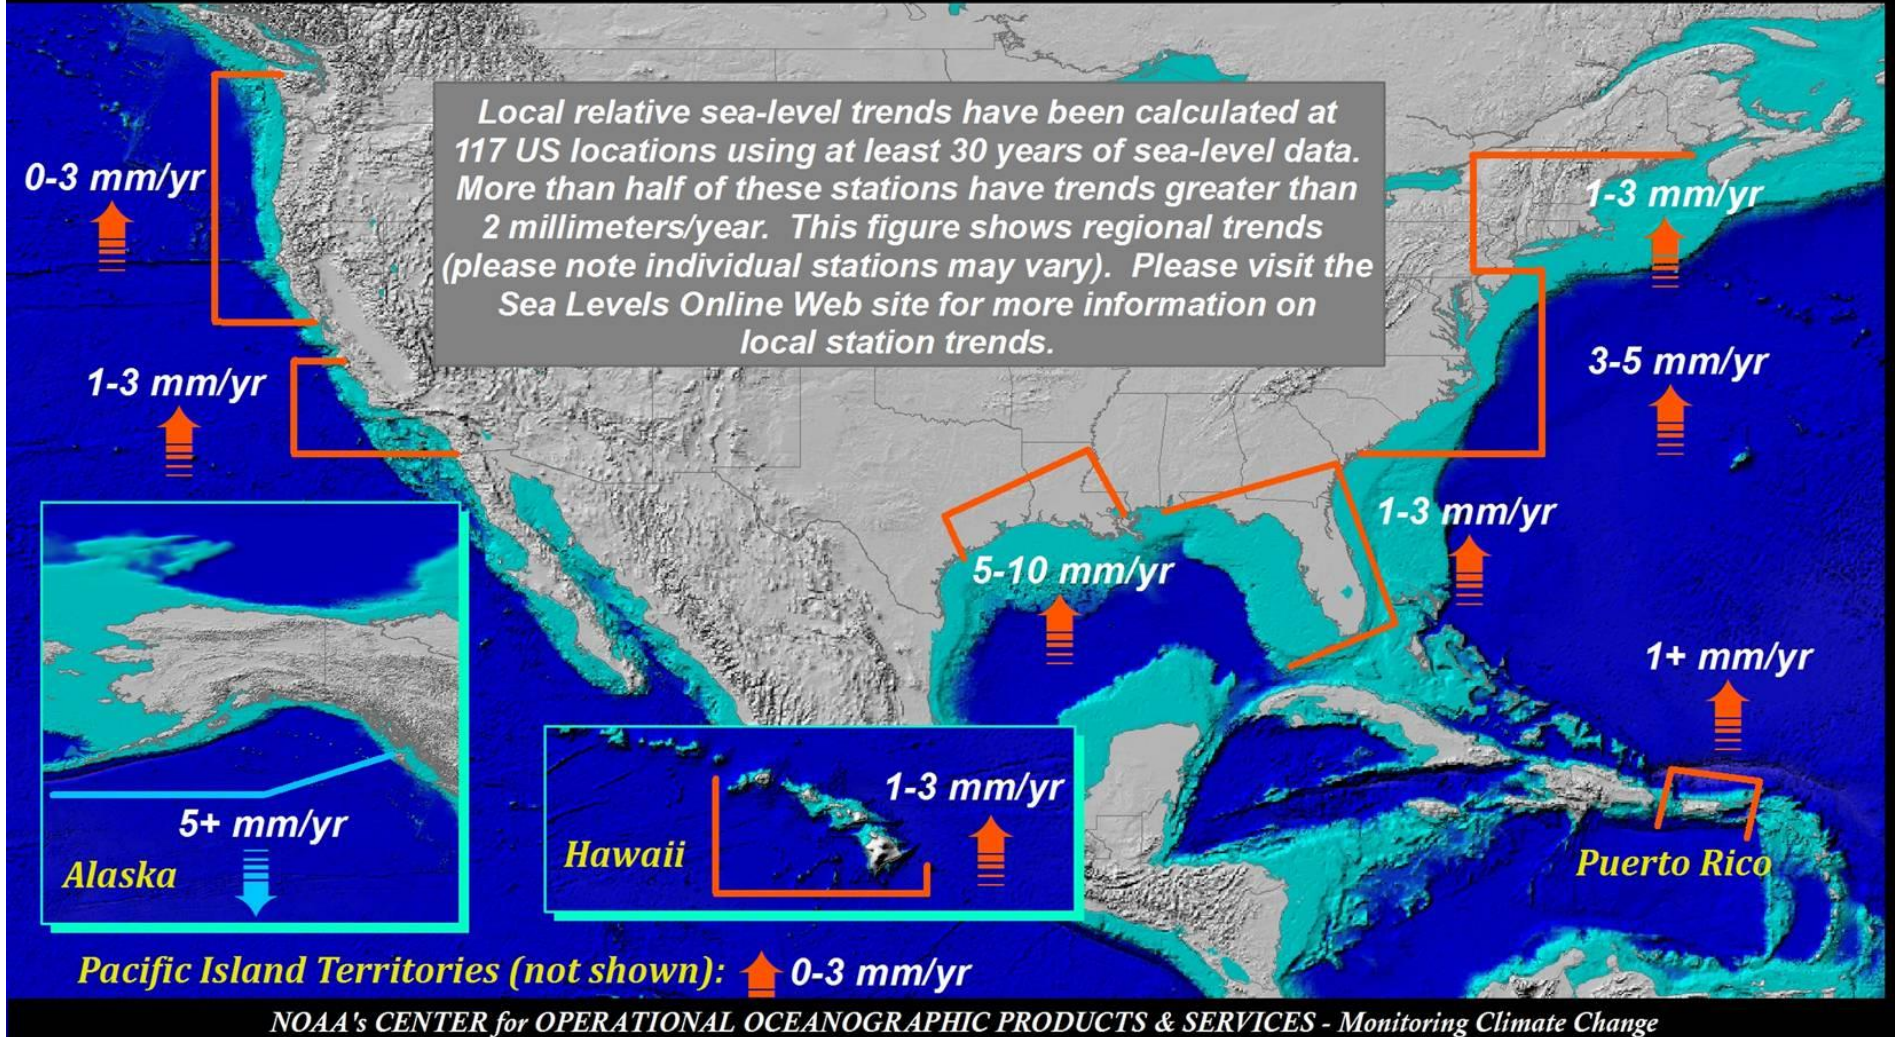 Local relative sea-level trends have been calculated at
117 US locations using at least 30 years of sea-level data.
More than half of these stations have trends greater than
2 millimeters/year. This figure shows regional trends
(please note individual stations may vary). Please visit the
Sea Levels Online Web site for more information on
local station trends.
0-3 mm/yr
1-3 mm/yr
1-3 mm/yr
3-5 mm/yr
1-3 mm/yr
5-10 mm/yr
1+ mm/yr
Puerto Rico
5+ mm/yr
Alaska
1-3 mm/yr
Hawaii
Pacific Island Territories (not shown): 0-3 mm/yr
NOAA's CENTER for OPERATIONAL OCEANOGRAPHIC PRODUCTS & SERVICES - Monitoring Climate Change